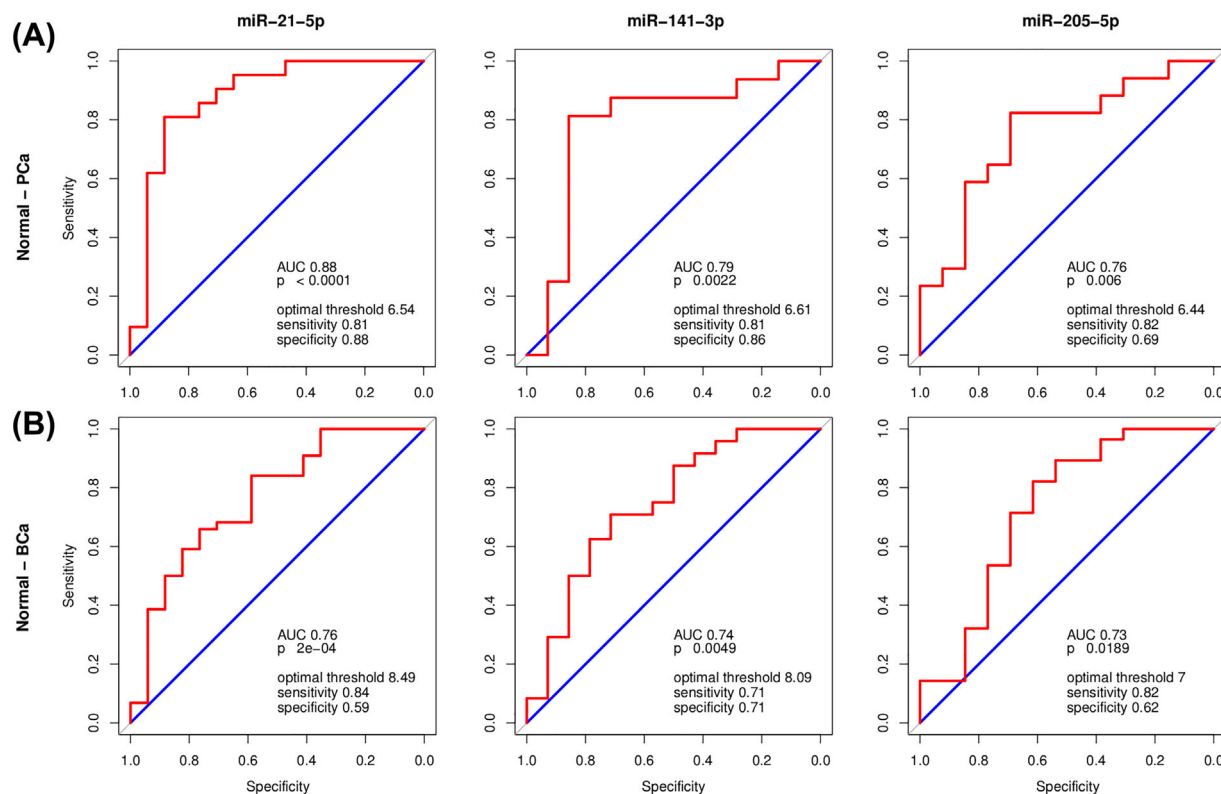 miR−21−5p
miR−141−3p
miR−205−5p
(A)
Normal − PCa
Sensitivity
1.0
0.8
0.6
0.4
0.2
0.0
AUC 0.88
p < 0.0001
optimal threshold 6.54
sensitivity 0.81
specificity 0.88
1.0 0.8 0.6 0.4 0.2 0.0
AUC 0.79
p 0.0022
optimal threshold 6.61
sensitivity 0.81
specificity 0.86
1.0 0.8 0.6 0.4 0.2 0.0
AUC 0.76
p 0.006
optimal threshold 6.44
sensitivity 0.82
specificity 0.69
1.0 0.8 0.6 0.4 0.2 0.0
(B)
Normal − BCa
Sensitivity
1.0
0.8
0.6
0.4
0.2
0.0
AUC 0.76
p 2e−04
optimal threshold 8.49
sensitivity 0.84
specificity 0.59
1.0 0.8 0.6 0.4 0.2 0.0
Specificity
AUC 0.74
p 0.0049
optimal threshold 8.09
sensitivity 0.71
specificity 0.71
1.0 0.8 0.6 0.4 0.2 0.0
Specificity
AUC 0.73
p 0.0189
optimal threshold 7
sensitivity 0.82
specificity 0.62
1.0 0.8 0.6 0.4 0.2 0.0
Specificity